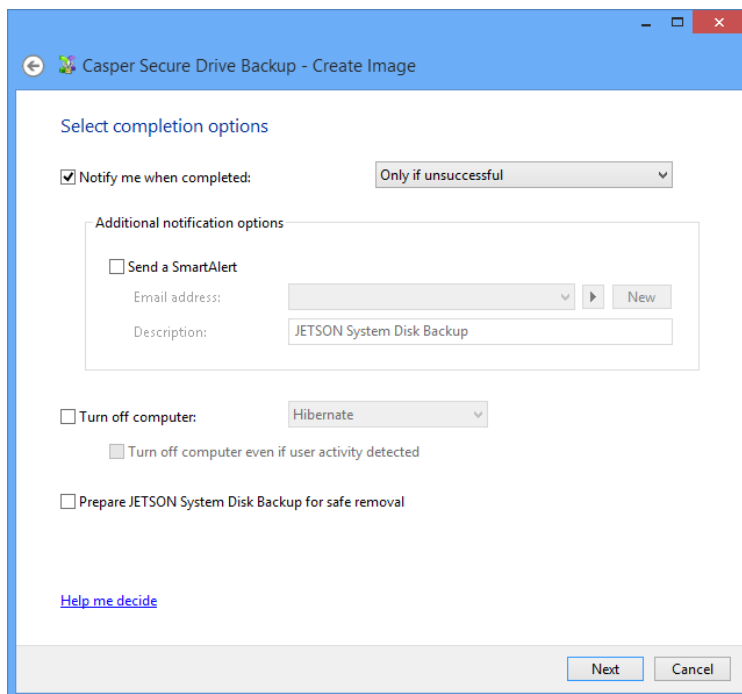 Casper Secure Drive Backup - Create Image
Select completion options
Notify me when completed: Only if unsuccessful
Additional notification options
Send a SmartAlert
Email address: New
Description: JETSON System Disk Backup
Turn off computer: Hibernate
Turn off computer even if user activity detected
Prepare JETSON System Disk Backup for safe removal
Help me decide
Next Cancel